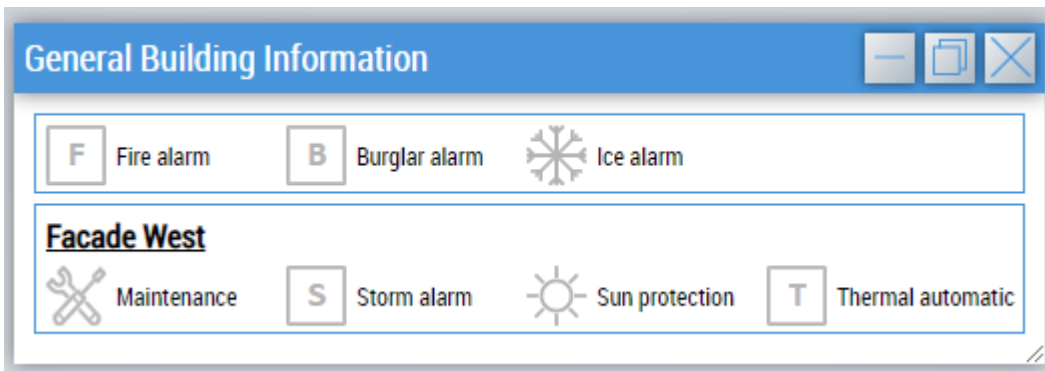 General Building Information
F Fire alarm B Burglar alarm Ice alarm
Facade West
Maintenance S Storm alarm Sun protection T Thermal automatic